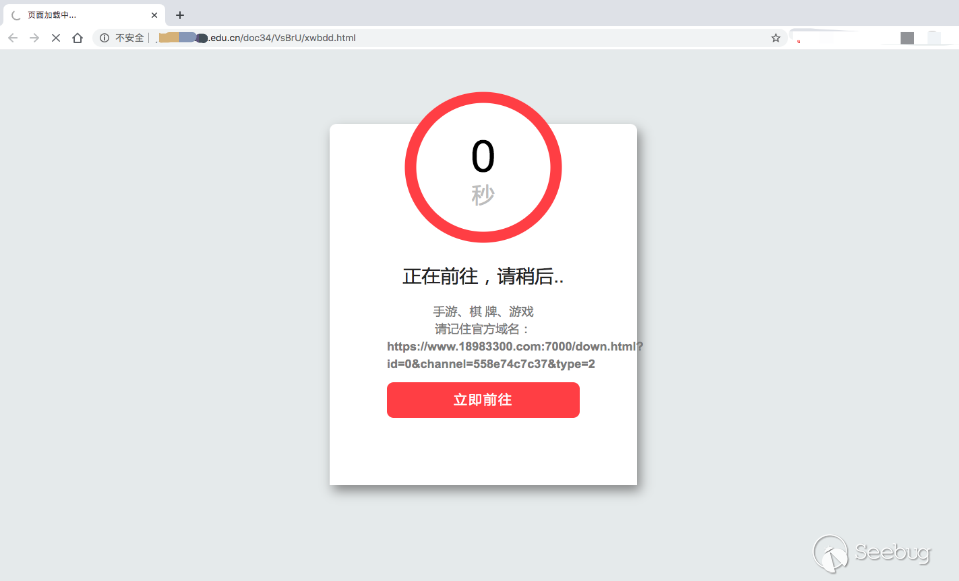 页面加载中...
不安全
.edu.cn/doc34/Vs8rU/xwbdd.html
0
秒
正在前往，请稍后..
手游、棋 牌、游戏
请记住官方域名：
https://www.18983300.com:7000/down.html?
id=0&channel=558e74c7c37&type=2
立即前往
Seebug